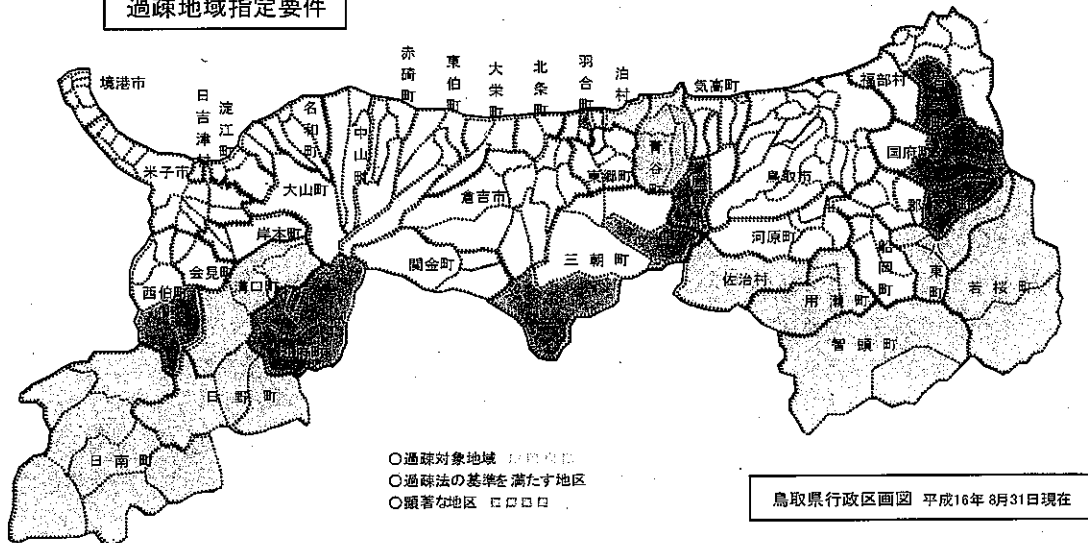 過疎地域指定要件
境港市
日吉津村
淀江町
名和町
中山町
赤碕町
東伯町
大栄町
北条町
羽合町
泊村
青谷町
気高町
福部村
国府町
鳥取市
米子市
大山町
倉吉市
東郷町
岸本町
関金町
三朝町
河原町
船岡町
八東町
若桜町
会見町
西伯町
溝口町
佐治村
用瀬町
智頭町
日野町
日南町
○過疎対象地域
○過疎法の基準を満たす地区
○顕著な地区
鳥取県行政区画図 平成16年8月31日現在